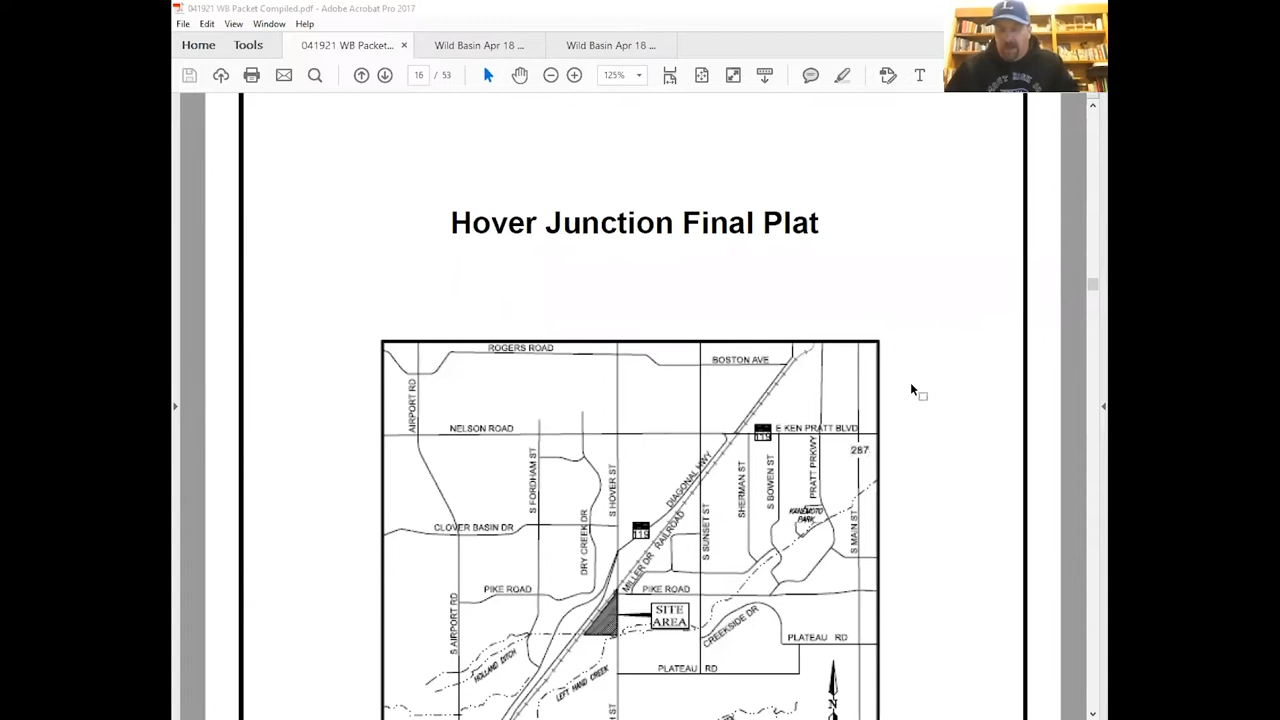 041921 WB Packet Compiled.pdf - Adobe Acrobat Pro 2017
File Edit View Window Help
Home Tools 041921 WB Packet... × Wild Basin Apr 18 ... Wild Basin Apr 18 ...
16 / 53 125%
L
Hover Junction Final Plat
ROGERS ROAD
BOSTON AVE
AIRPORT RD
NELSON ROAD
E KEN PRATT BLVD
119
287
S FORDHAM ST
S HOVER ST
DIAGONAL HWY
SHERMAN ST
S BOWEN ST
PRATT PRKWY
KANEMOTO
PARK
CLOVER BASIN DR
DRY CREEK DR
119
RAILROAD
S SUNSET ST
S MAIN ST
MILLER DR
PIKE ROAD
PIKE ROAD
S AIRPORT RD
SITE
AREA
CREEKSIDE DR
PLATEAU RD
HOLLAND DITCH
LEFT HAND CREEK
PLATEAU RD
N